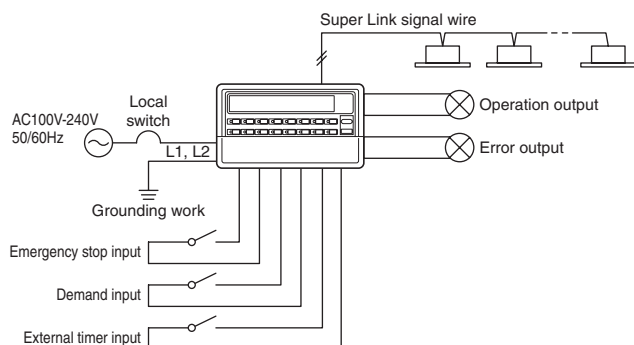 Super Link signal wire
AC100V-240V
50/60Hz
Local
switch
L1, L2
Grounding work
Operation output
Error output
Emergency stop input
Demand input
External timer input